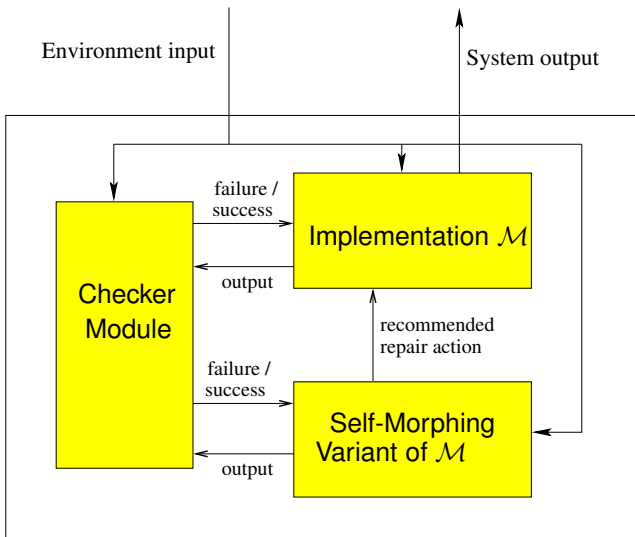 Environment input
System output
failure /
success
Implementation ℳ
output
Checker
Module
recommended
repair action
failure /
success
Self-Morphing
Variant of ℳ
output